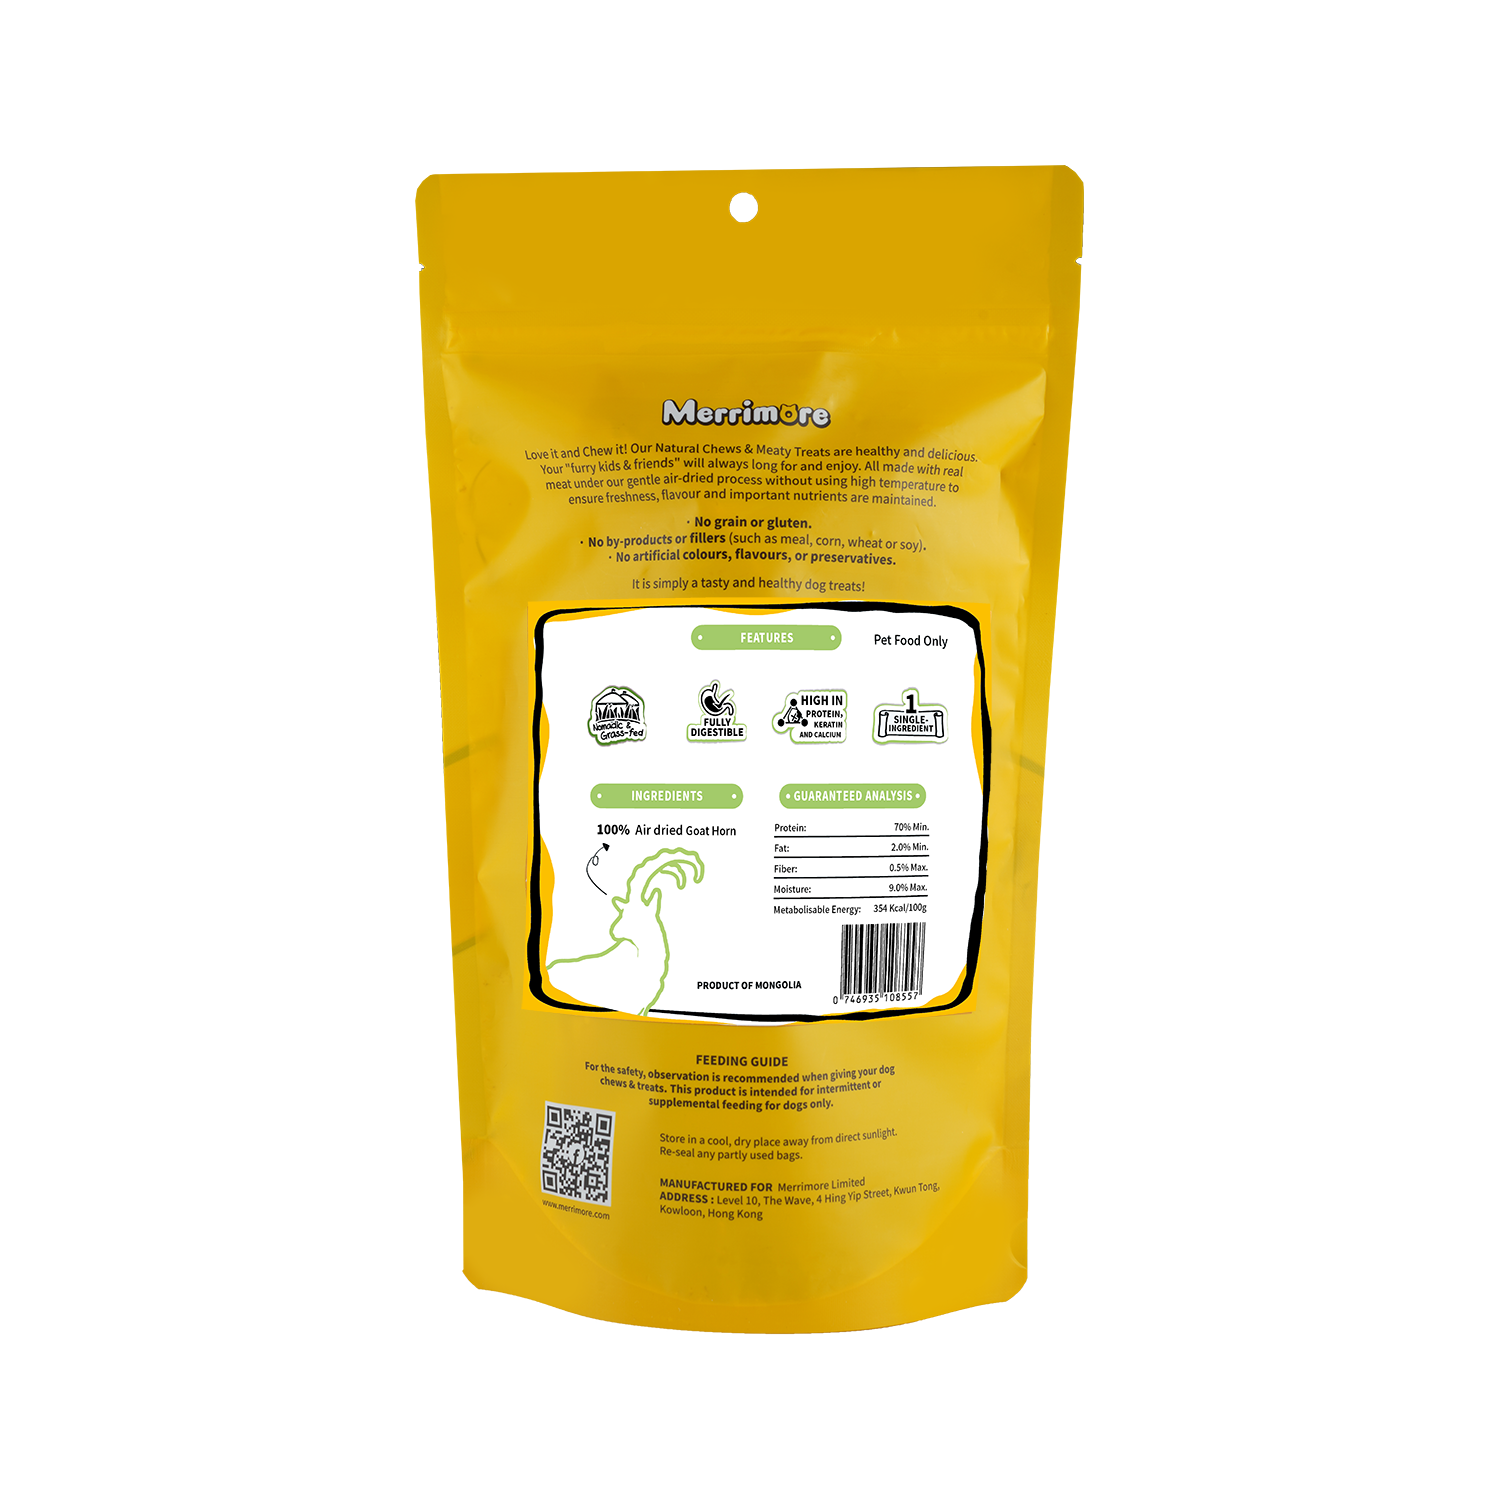 Merrimore
Love it and Chew it! Our Natural Chews & Meaty Treats are healthy and delicious.
Your "furry kids & friends" will always long for and enjoy. All made with real
meat under our gentle air-dried process without using high temperature to
ensure freshness, flavour and important nutrients are maintained.
· No grain or gluten.
· No by-products or fillers (such as meal, corn, wheat or soy).
· No artificial colours, flavours, or preservatives.
It is simply a tasty and healthy dog treats!
• FEATURES •
Pet Food Only
Nomadic &
Grass-fed
FULLY
DIGESTIBLE
HIGH IN
PROTEIN,
KERATIN
AND CALCIUM
1
SINGLE-
INGREDIENT
• INGREDIENTS •
100% Air dried Goat Horn
• GUARANTEED ANALYSIS •
Protein: 70% Min.
Fat: 2.0% Min.
Fiber: 0.5% Max.
Moisture: 9.0% Max.
Metabolisable Energy: 354 Kcal/100g
PRODUCT OF MONGOLIA
0 746935 108557
FEEDING GUIDE
For the safety, observation is recommended when giving your dog
chews & treats. This product is intended for intermittent or
supplemental feeding for dogs only.
Store in a cool, dry place away from direct sunlight.
Re-seal any partly used bags.
f
www.merrimore.com
MANUFACTURED FOR Merrimore Limited
ADDRESS : Level 10, The Wave, 4 Hing Yip Street, Kwun Tong,
Kowloon, Hong Kong